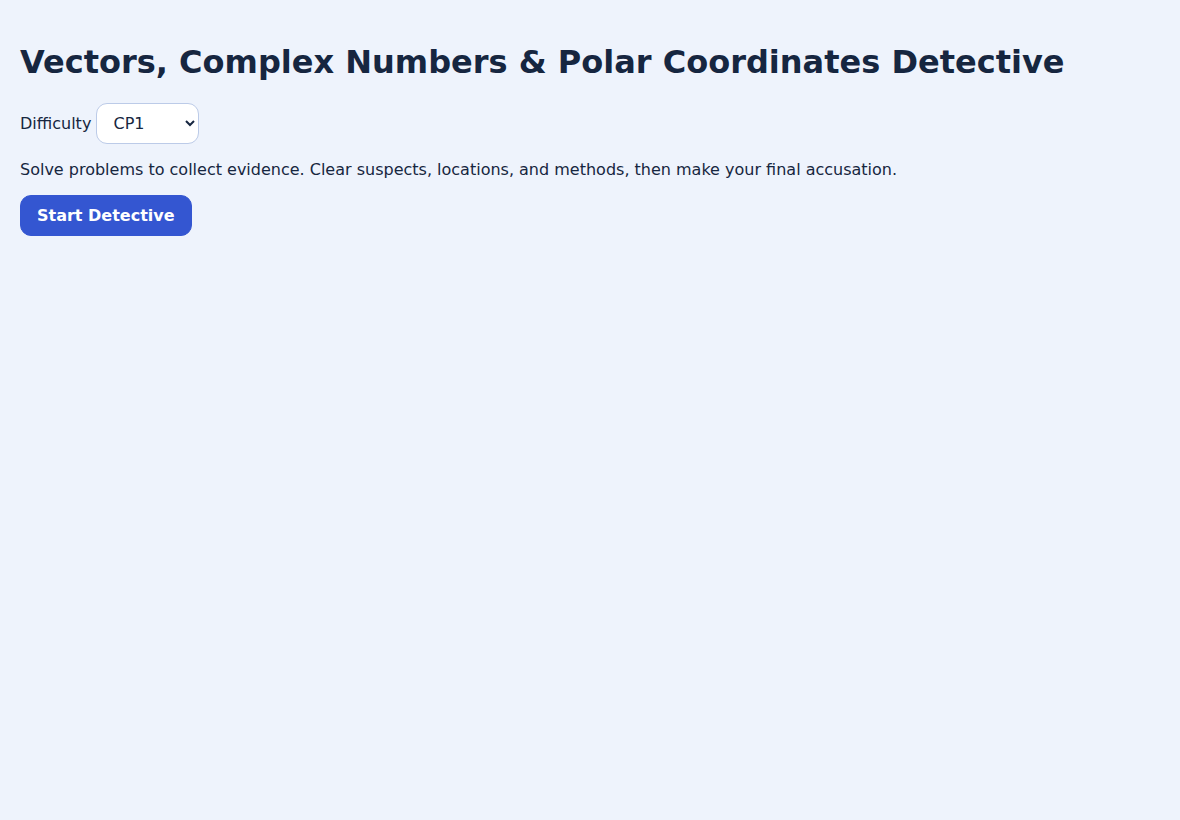 Vectors, Complex Numbers & Polar Coordinates Detective
Difficulty CP1
Solve problems to collect evidence. Clear suspects, locations, and methods, then make your final accusation.
Start Detective